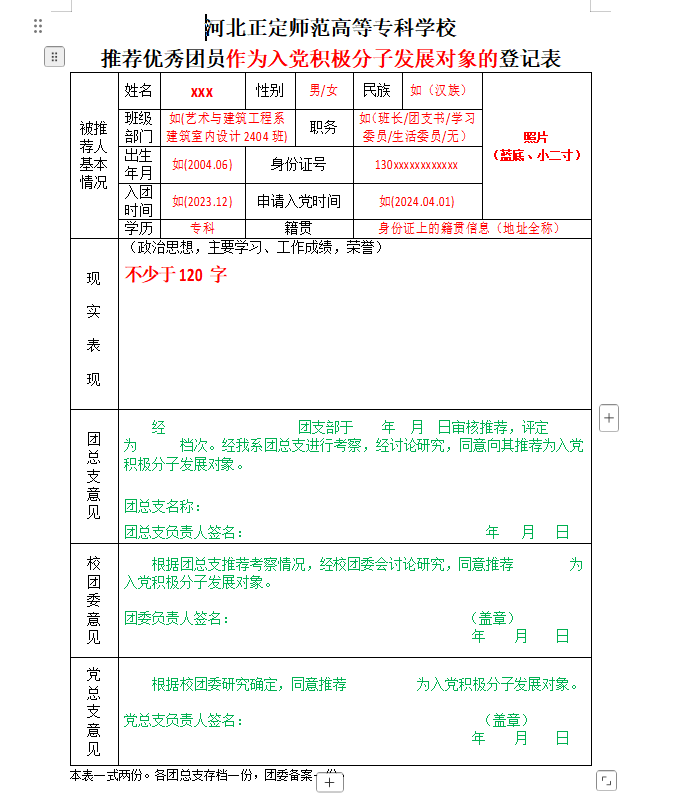 河北正定师范高等专科学校
推荐优秀团员作为入党积极分子发展对象的登记表
被推荐人基本情况
姓名 xxx 性别 男/女 民族 如（汉族）
班级部门 如(艺术与建筑工程系建筑室内设计2404班) 职务 如（班长/团支书/学习委员/生活委员/无）
照片
（蓝底、小二寸）
出生年月 如(2004.06) 身份证号 130xxxxxxxxxxxx
入团时间 如(2023.12) 申请入党时间 如(2024.04.01)
学历 专科 籍贯 身份证上的籍贯信息（地址全称）
现实表现
（政治思想，主要学习、工作成绩，荣誉）
不少于120 字
团总支意见
经 团支部于 年 月 日审核推荐，评定
为 档次。经我系团总支进行考察，经讨论研究，同意向其推荐为入党
积极分子发展对象。
团总支名称：
团总支负责人签名： 年 月 日
校团委意见
根据团总支推荐考察情况，经校团委会讨论研究，同意推荐 为
入党积极分子发展对象。
团委负责人签名： （盖章）
年 月 日
党总支意见
根据校团委研究确定，同意推荐 为入党积极分子发展对象。
党总支负责人签名： （盖章）
年 月 日
本表一式两份。各团总支存档一份，团委备案一份。